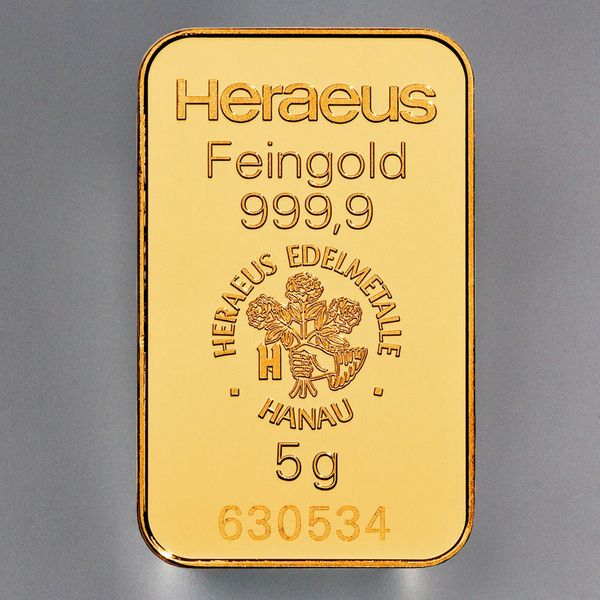 Heraeus
Feingold
999,9
HERAEUS EDELMETALLE
H
HANAU
5 g
630534